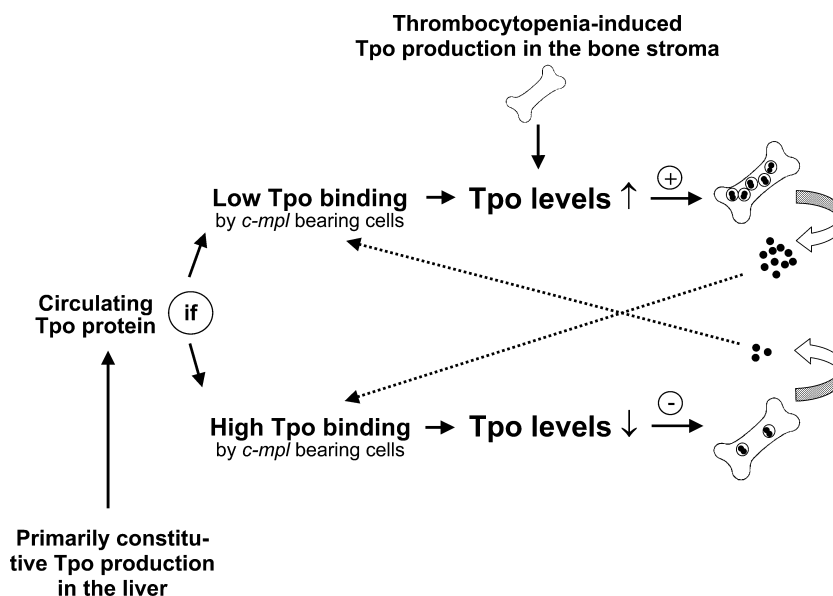 Thrombocytopenia-induced
Tpo production in the bone stroma
Low Tpo binding
by c-mpl bearing cells
Tpo levels ↑
+
Circulating
Tpo protein
if
High Tpo binding
by c-mpl bearing cells
Tpo levels ↓
-
Primarily constitu-
tive Tpo production
in the liver